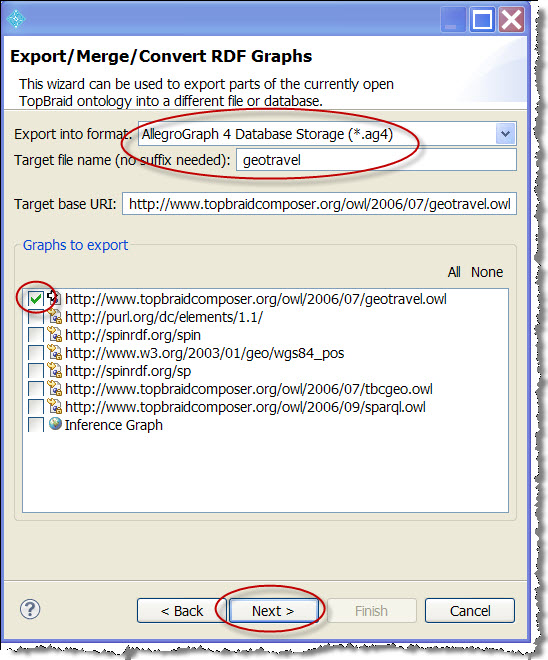 Export/Merge/Convert RDF Graphs
This wizard can be used to export parts of the currently open
TopBraid ontology into a different file or database.
Export into format: AllegroGraph 4 Database Storage (*.ag4)
Target file name (no suffix needed): geotravel
Target base URI: http://www.topbraidcomposer.org/owl/2006/07/geotravel.owl
Graphs to export
All None
http://www.topbraidcomposer.org/owl/2006/07/geotravel.owl
http://purl.org/dc/elements/1.1/
http://spinrdf.org/spin
http://www.w3.org/2003/01/geo/wgs84_pos
http://spinrdf.org/sp
http://www.topbraidcomposer.org/owl/2006/07/tbcgeo.owl
http://www.topbraidcomposer.org/owl/2006/09/sparql.owl
Inference Graph
? < Back Next > Finish Cancel